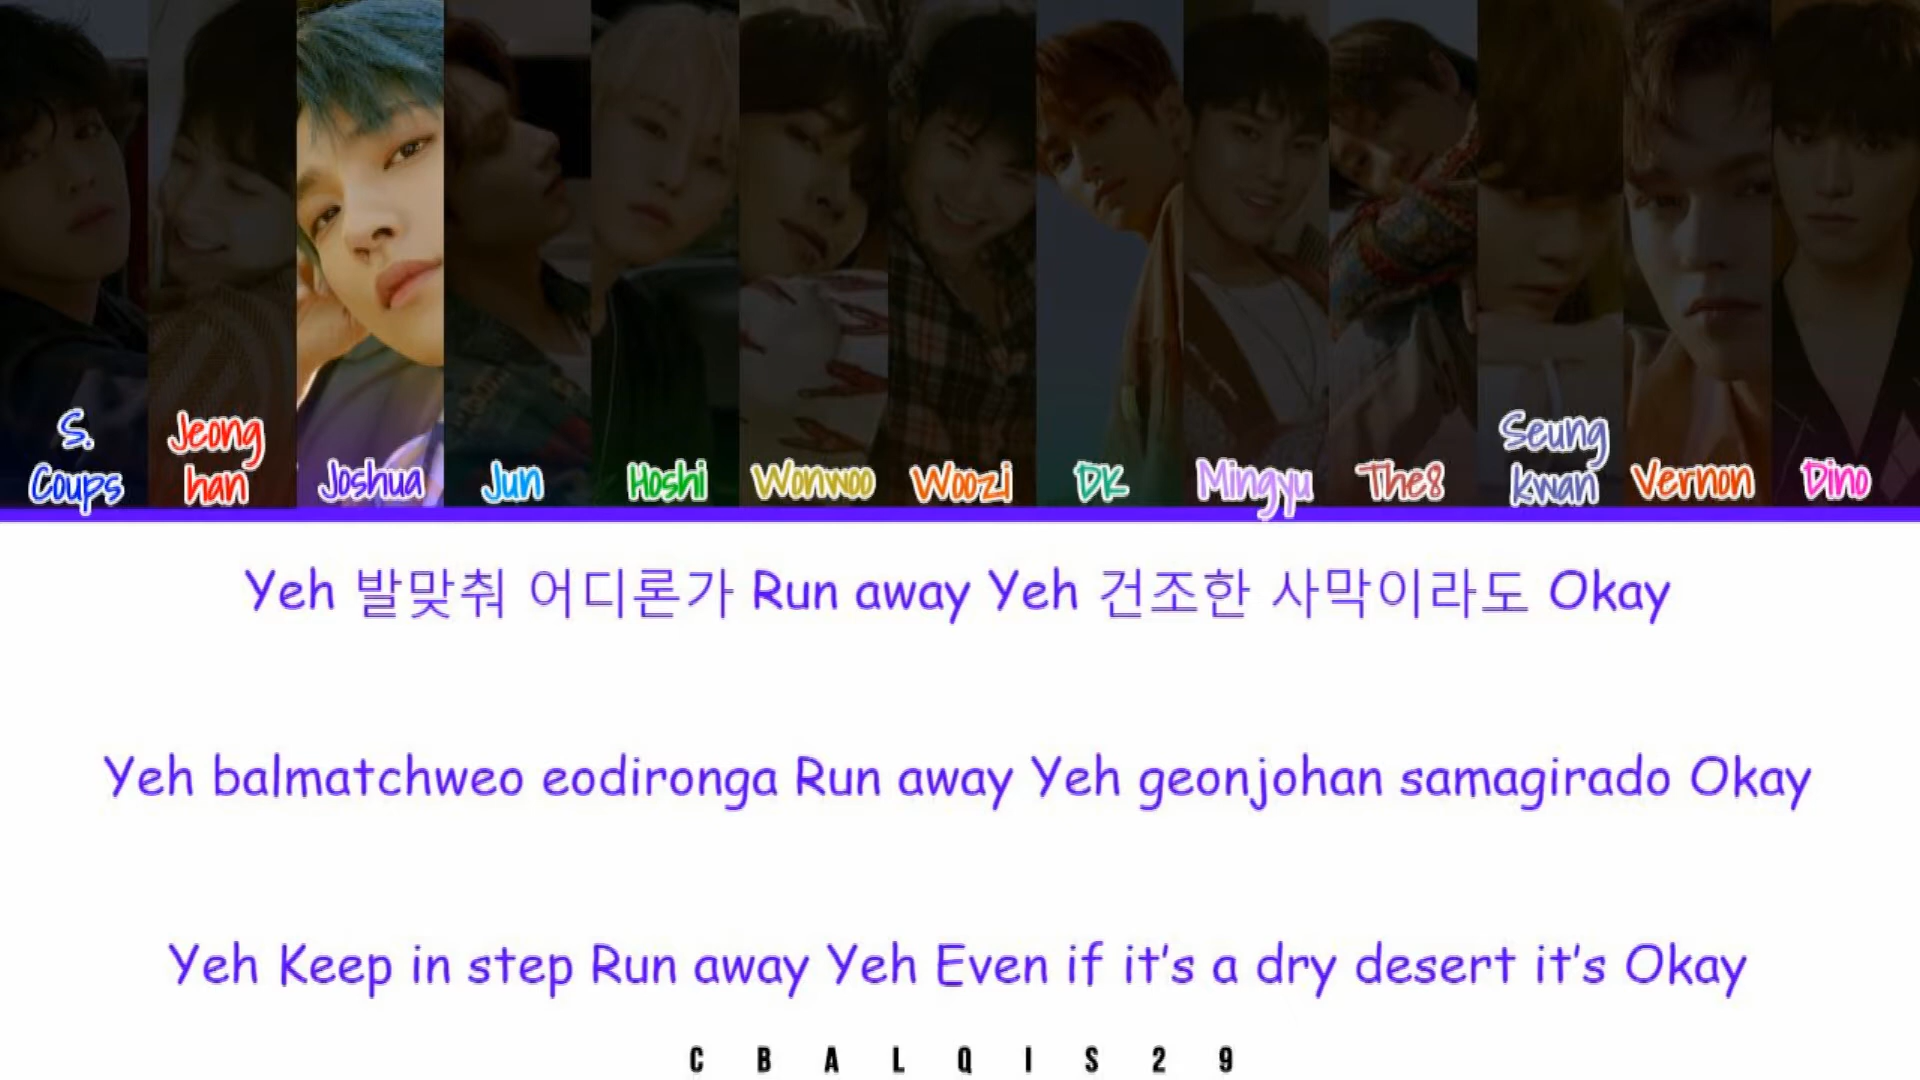 S. Coups Jeong han Joshua Jun Hoshi Wonwoo Woozi DK Mingyu The8 Seung kwan Vernon Dino
Yeh 발맞춰 어디론가 Run away Yeh 건조한 사막이라도 Okay
Yeh balmatchweo eodironga Run away Yeh geonjohan samagirado Okay
Yeh Keep in step Run away Yeh Even if it's a dry desert it's Okay
CBALQIS29